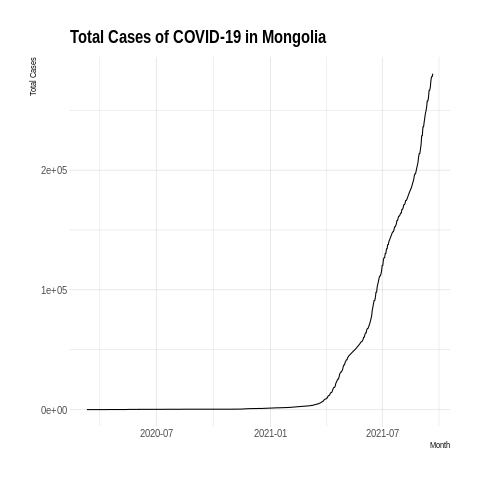 Total Cases of COVID-19 in Mongolia
Total Cases
2e+05
1e+05
0e+00
2020-07 2021-01 2021-07
Month